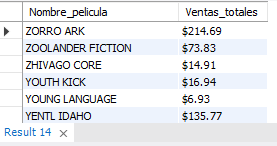 Nombre_pelicula Ventas_totales
ZORRO ARK $214.69
ZOOLANDER FICTION $73.83
ZHIVAGO CORE $14.91
YOUTH KICK $16.94
YOUNG LANGUAGE $6.93
YENTL IDAHO $135.77
Result 14 ×